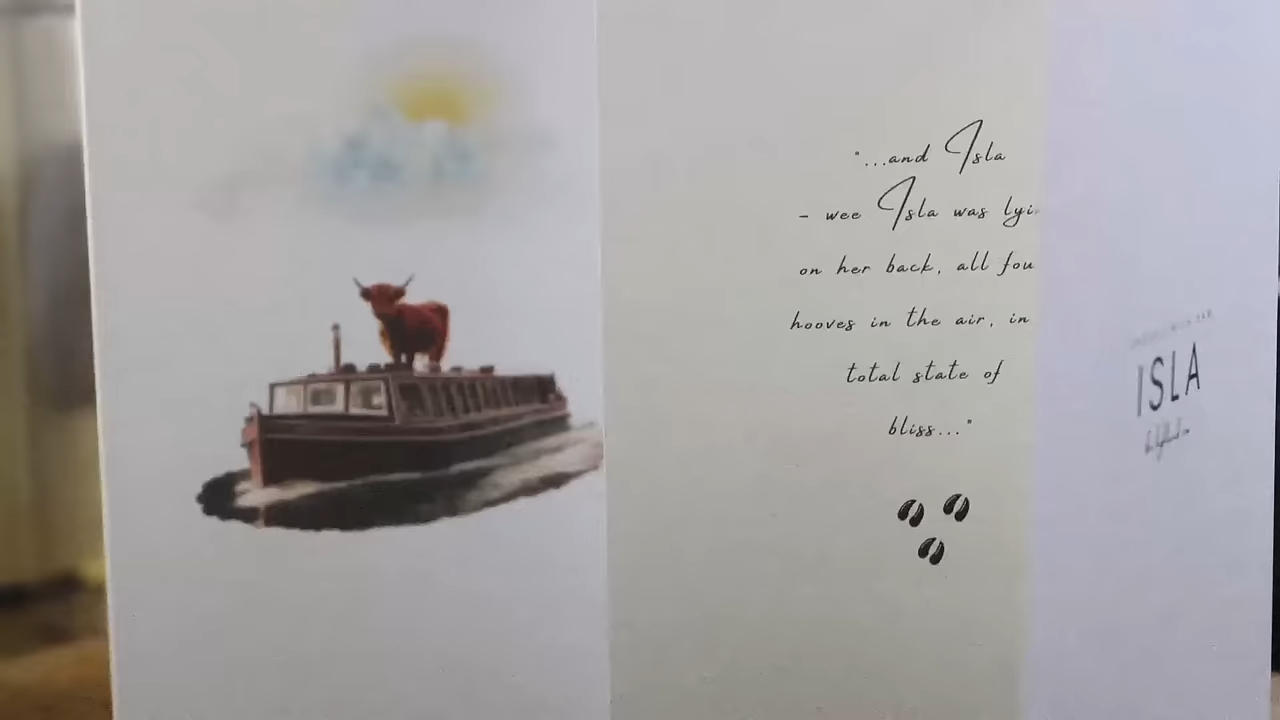 "...and Isla
- wee Isla was lyi
on her back, all fou
hooves in the air, in
total state of
bliss..."
ISLA